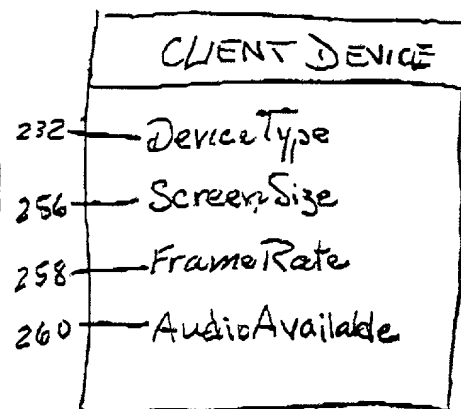 CLIENT DEVICE
232 DeviceType
256 ScreenSize
258 FrameRate
260 AudioAvailable